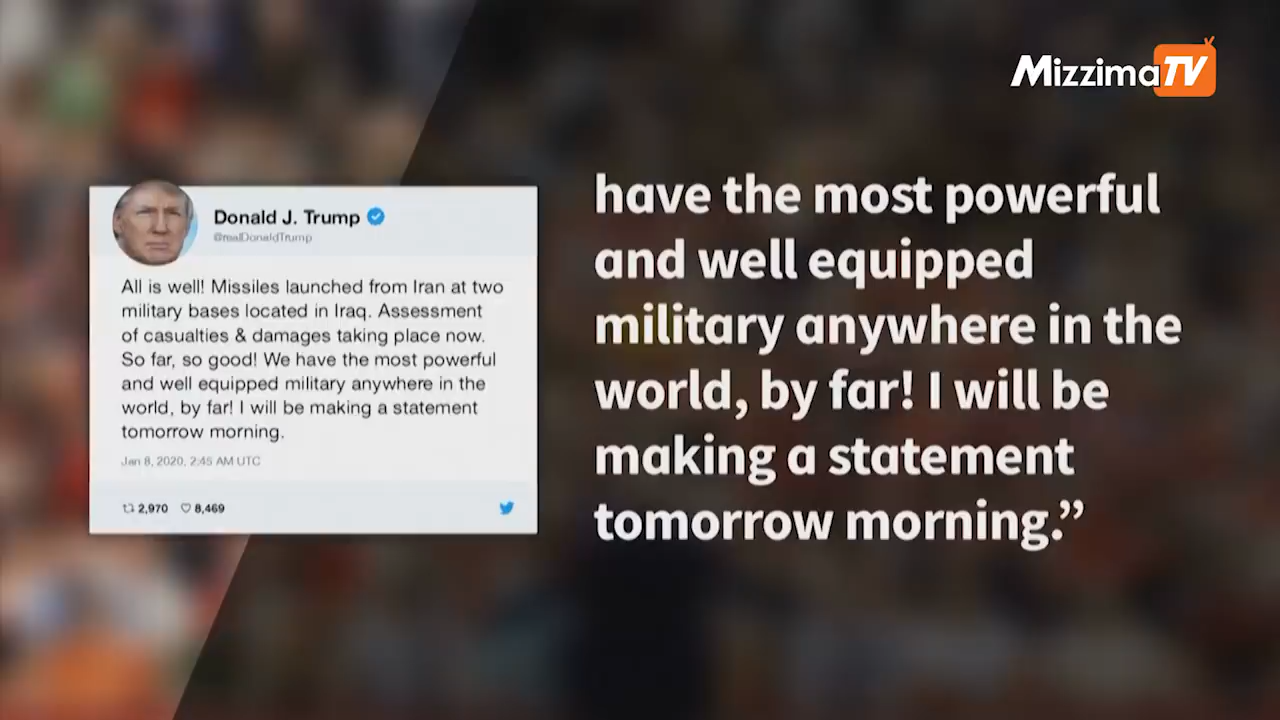 MizzimaTV
Donald J. Trump
@realDonaldTrump
All is well! Missiles launched from Iran at two
military bases located in Iraq. Assessment
of casualties & damages taking place now.
So far, so good! We have the most powerful
and well equipped military anywhere in the
world, by far! I will be making a statement
tomorrow morning.
Jan 8, 2020, 2:45 AM UTC
2,970 8,469
have the most powerful
and well equipped
military anywhere in the
world, by far! I will be
making a statement
tomorrow morning.”